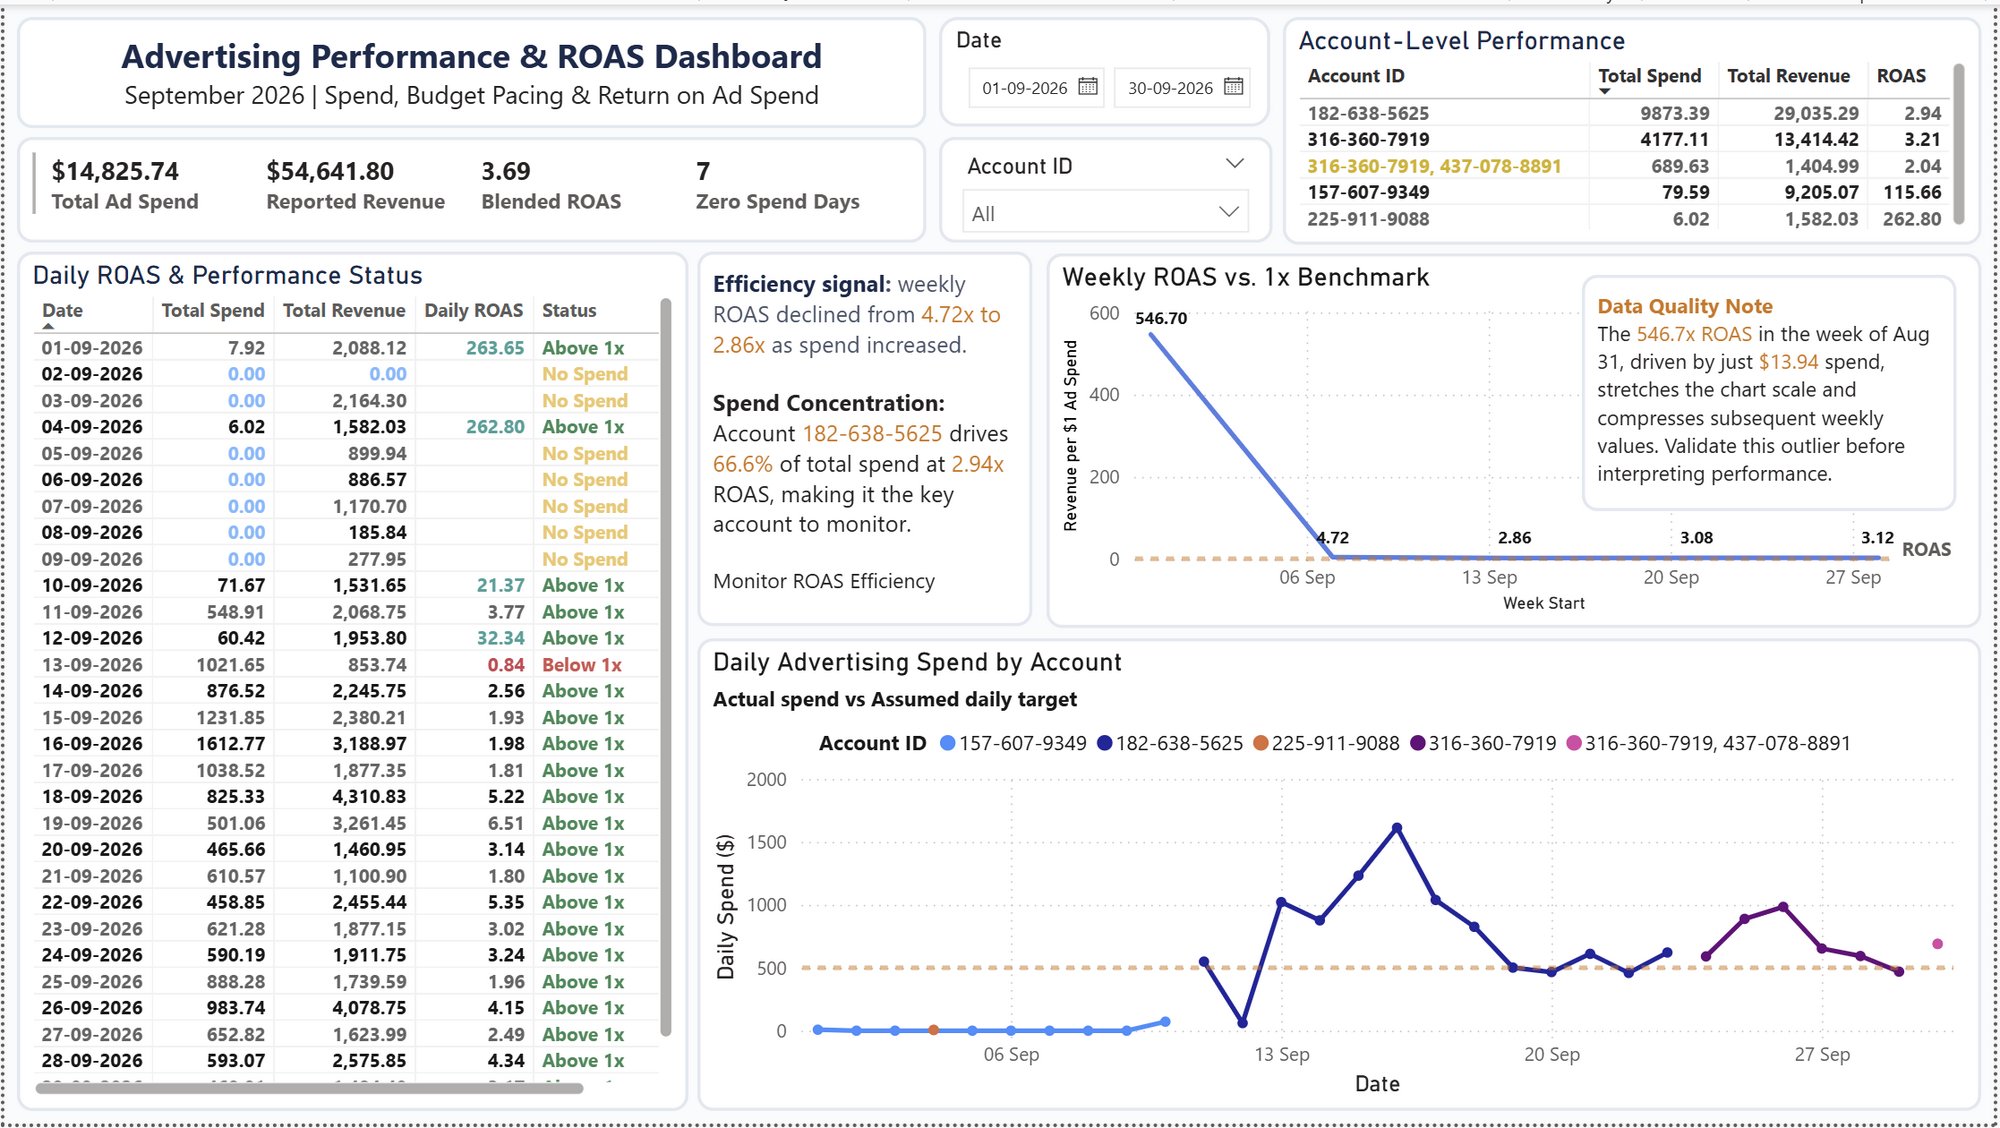 Advertising Performance & ROAS Dashboard
September 2026 | Spend, Budget Pacing & Return on Ad Spend
Date
01-09-2026 30-09-2026
Account ID
All
$14,825.74 $54,641.80 3.69 7
Total Ad Spend Reported Revenue Blended ROAS Zero Spend Days
Account-Level Performance
Account ID Total Spend Total Revenue ROAS
182-638-5625 9873.39 29,035.29 2.94
316-360-7919 4177.11 13,414.42 3.21
316-360-7919, 437-078-8891 689.63 1,404.99 2.04
157-607-9349 79.59 9,205.07 115.66
225-911-9088 6.02 1,582.03 262.80
Daily ROAS & Performance Status
Date Total Spend Total Revenue Daily ROAS Status
01-09-2026 7.92 2,088.12 263.65 Above 1x
02-09-2026 0.00 0.00 No Spend
03-09-2026 0.00 2,164.30 No Spend
04-09-2026 6.02 1,582.03 262.80 Above 1x
05-09-2026 0.00 899.94 No Spend
06-09-2026 0.00 886.57 No Spend
07-09-2026 0.00 1,170.70 No Spend
08-09-2026 0.00 185.84 No Spend
09-09-2026 0.00 277.95 No Spend
10-09-2026 71.67 1,531.65 21.37 Above 1x
11-09-2026 548.91 2,068.75 3.77 Above 1x
12-09-2026 60.42 1,953.80 32.34 Above 1x
13-09-2026 1021.65 853.74 0.84 Below 1x
14-09-2026 876.52 2,245.75 2.56 Above 1x
15-09-2026 1231.85 2,380.21 1.93 Above 1x
16-09-2026 1612.77 3,188.97 1.98 Above 1x
17-09-2026 1038.52 1,877.35 1.81 Above 1x
18-09-2026 825.33 4,310.83 5.22 Above 1x
19-09-2026 501.06 3,261.45 6.51 Above 1x
20-09-2026 465.66 1,460.95 3.14 Above 1x
21-09-2026 610.57 1,100.90 1.80 Above 1x
22-09-2026 458.85 2,455.44 5.35 Above 1x
23-09-2026 621.28 1,877.15 3.02 Above 1x
24-09-2026 590.19 1,911.75 3.24 Above 1x
25-09-2026 888.28 1,739.59 1.96 Above 1x
26-09-2026 983.74 4,078.75 4.15 Above 1x
27-09-2026 652.82 1,623.99 2.49 Above 1x
28-09-2026 593.07 2,575.85 4.34 Above 1x
Efficiency signal: weekly
ROAS declined from 4.72x to
2.86x as spend increased.
Spend Concentration:
Account 182-638-5625 drives
66.6% of total spend at 2.94x
ROAS, making it the key
account to monitor.
Monitor ROAS Efficiency
Weekly ROAS vs. 1x Benchmark
Revenue per $1 Ad Spend
600
400
200
0
546.70
4.72 2.86 3.08 3.12
ROAS
06 Sep 13 Sep 20 Sep 27 Sep
Week Start
Data Quality Note
The 546.7x ROAS in the week of Aug
31, driven by just $13.94 spend,
stretches the chart scale and
compresses subsequent weekly
values. Validate this outlier before
interpreting performance.
Daily Advertising Spend by Account
Actual spend vs Assumed daily target
Account ID 157-607-9349 182-638-5625 225-911-9088 316-360-7919 316-360-7919, 437-078-8891
Daily Spend ($)
2000
1500
1000
500
0
06 Sep 13 Sep 20 Sep 27 Sep
Date